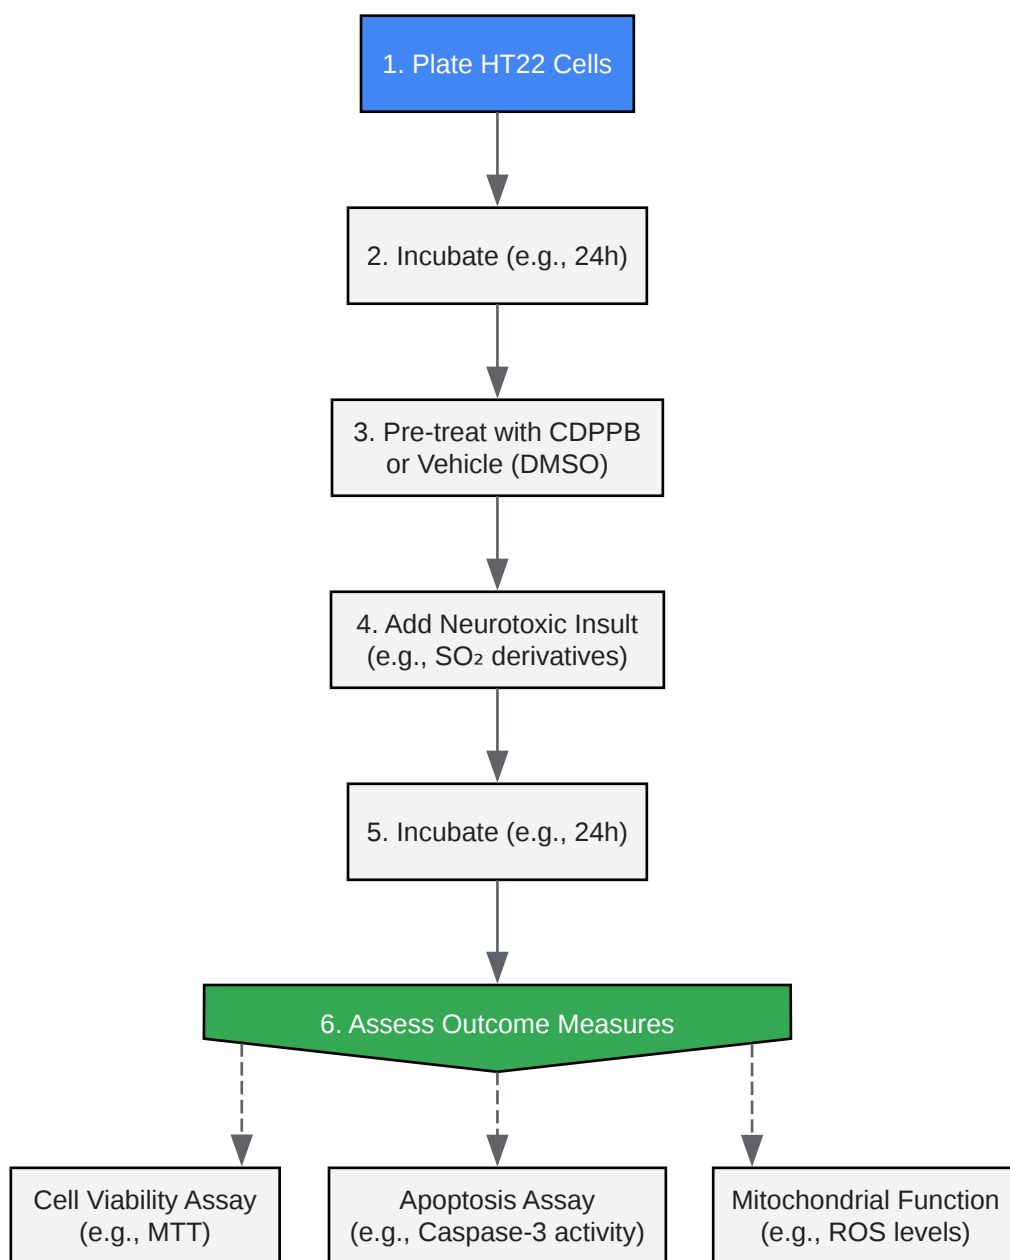 1. Plate HT22 Cells
2. Incubate (e.g., 24h)
3. Pre-treat with CDPPB
or Vehicle (DMSO)
4. Add Neurotoxic Insult
(e.g., SO₂ derivatives)
5. Incubate (e.g., 24h)
6. Assess Outcome Measures
Cell Viability Assay
(e.g., MTT)
Apoptosis Assay
(e.g., Caspase-3 activity)
Mitochondrial Function
(e.g., ROS levels)